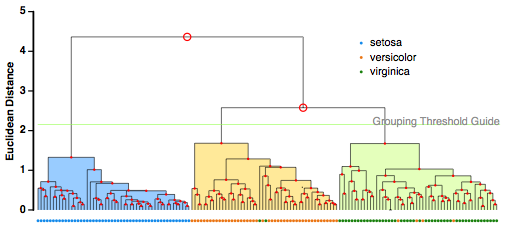 5
4
3
2
1
0
Euclidean Distance
setosa
versicolor
virginica
Grouping Threshold Guide